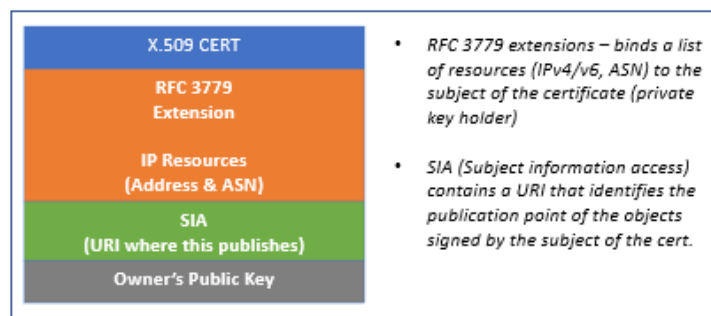 X.509 CERT
RFC 3779
Extension
IP Resources
(Address & ASN)
SIA
(URI where this publishes)
Owner's Public Key
• RFC 3779 extensions – binds a list
of resources (IPv4/v6, ASN) to the
subject of the certificate (private
key holder)
• SIA (Subject information access)
contains a URI that identifies the
publication point of the objects
signed by the subject of the cert.